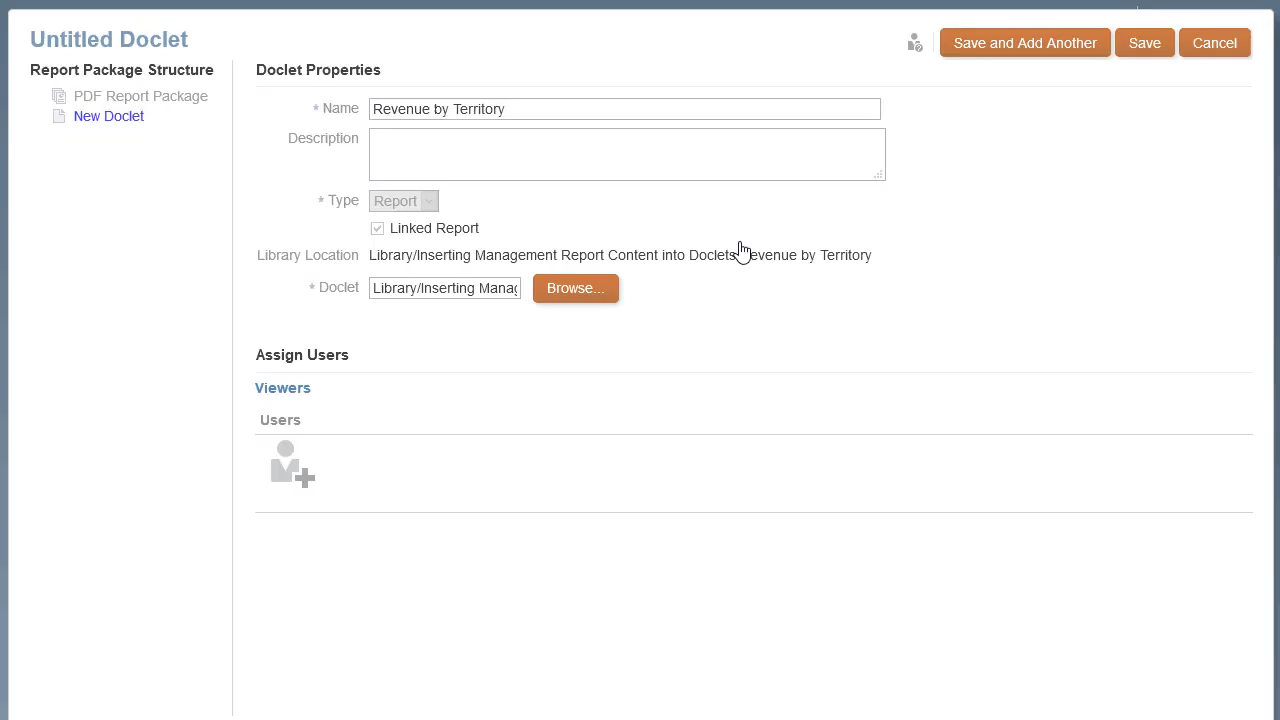 Untitled Doclet
Save and Add Another
Save
Cancel
Report Package Structure
PDF Report Package
New Doclet
Doclet Properties
* Name Revenue by Territory
Description
* Type Report
Linked Report
Library Location Library/Inserting Management Report Content into Doclets evenue by Territory
* Doclet Library/Inserting Manag Browse...
Assign Users
Viewers
Users